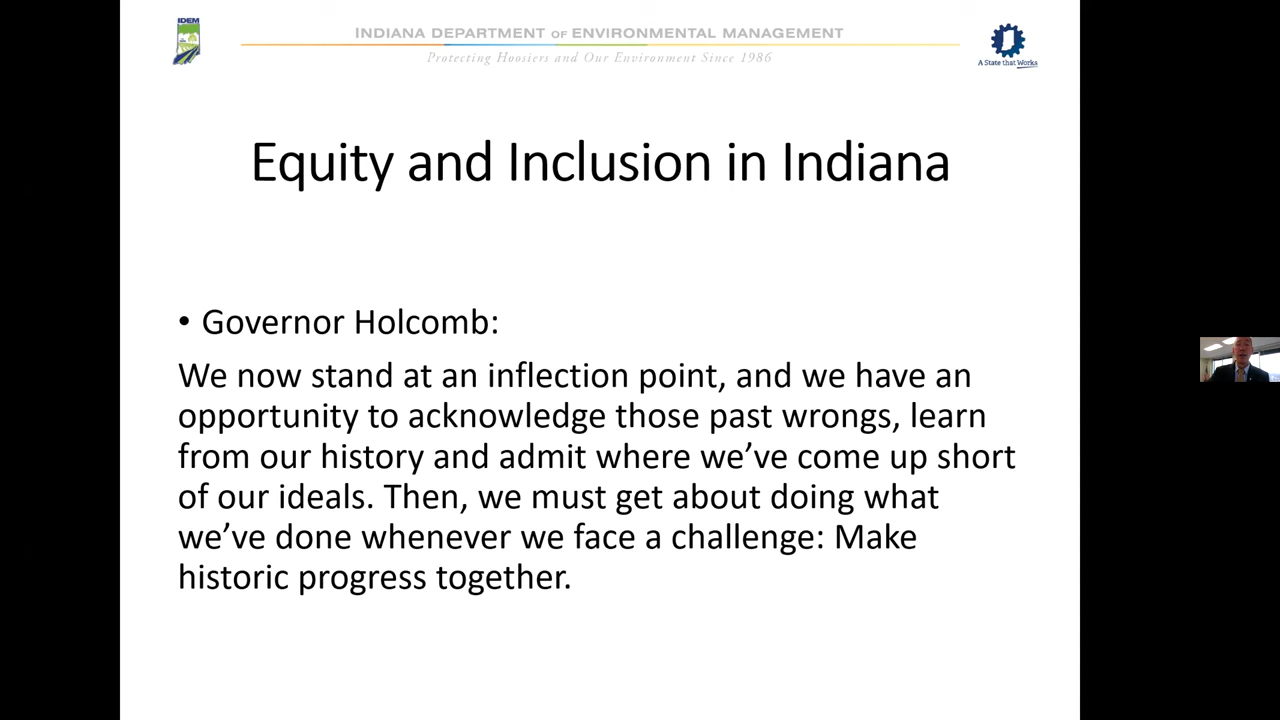 IDEM
INDIANA DEPARTMENT OF ENVIRONMENTAL MANAGEMENT
Protecting Hoosiers and Our Environment Since 1986
A State that Works
Equity and Inclusion in Indiana
• Governor Holcomb:
We now stand at an inflection point, and we have an
opportunity to acknowledge those past wrongs, learn
from our history and admit where we’ve come up short
of our ideals. Then, we must get about doing what
we’ve done whenever we face a challenge: Make
historic progress together.